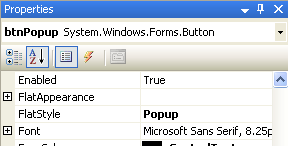 Properties
btnPopup System.Windows.Forms.Button
Enabled True
FlatAppearance
FlatStyle Popup
Font Microsoft Sans Serif, 8.25p